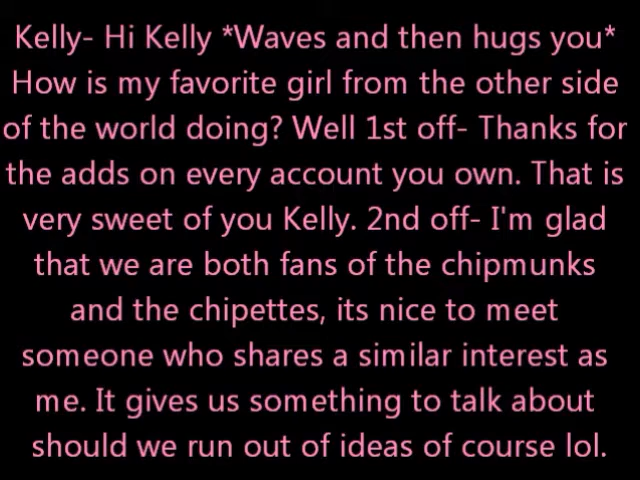 Kelly- Hi Kelly *Waves and then hugs you*
How is my favorite girl from the other side
of the world doing? Well 1st off- Thanks for
the adds on every account you own. That is
very sweet of you Kelly. 2nd off- I'm glad
that we are both fans of the chipmunks
and the chipettes, its nice to meet
someone who shares a similar interest as
me. It gives us something to talk about
should we run out of ideas of course lol.